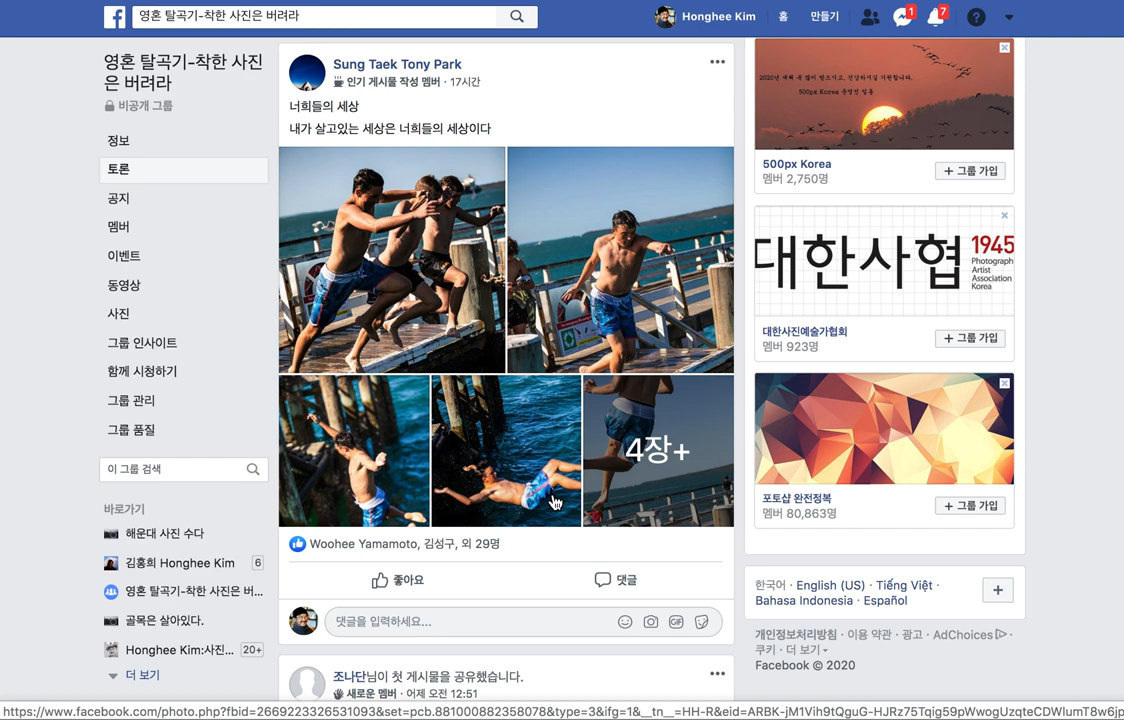 영혼 탈곡기-착한 사진은 버려라
Honghee Kim
홈
만들기
1
7
영혼 탈곡기-착한 사진
은 버려라
비공개 그룹
정보
토론
공지
멤버
이벤트
동영상
사진
그룹 인사이트
함께 시청하기
그룹 관리
그룹 품질
이 그룹 검색
바로가기
해운대 사진 수다
김홍희 Honghee Kim 6
영혼 탈곡기-착한 사진은 버...
골목은 살아있다.
Honghee Kim:사진... 20+
더 보기
Sung Taek Tony Park
인기 게시물 작성 멤버 · 17시간
너희들의 세상
내가 살고있는 세상은 너희들의 세상이다
4장+
Woohee Yamamoto, 김성구, 외 29명
좋아요
댓글
댓글을 입력하세요...
GIF
조나단님이 첫 게시물을 공유했습니다.
새로운 멤버 · 어제 오전 12:51
2020년 새해 복 많이 받으시고, 건강하시길 기원합니다.
500px Korea 운영진 일동
500px Korea
멤버 2,750명
+ 그룹 가입
대한사협
1945
Photograph
Artist
Association
Korea
대한사진예술가협회
멤버 923명
+ 그룹 가입
포토샵 완전정복
멤버 80,863명
+ 그룹 가입
한국어 · English (US) · Tiếng Việt ·
Bahasa Indonesia · Español
개인정보처리방침 · 이용 약관 · 광고 · AdChoices ·
쿠키 · 더 보기
Facebook © 2020
https://www.facebook.com/photo.php?fbid=2669223326531093&set=pcb.881000882358078&type=3&ifg=1&__tn__=HH-R&eid=ARBK-jM1Vih9tQguG-HJRz75Tqig59pWwogUzqteCDWlumT8w6jp